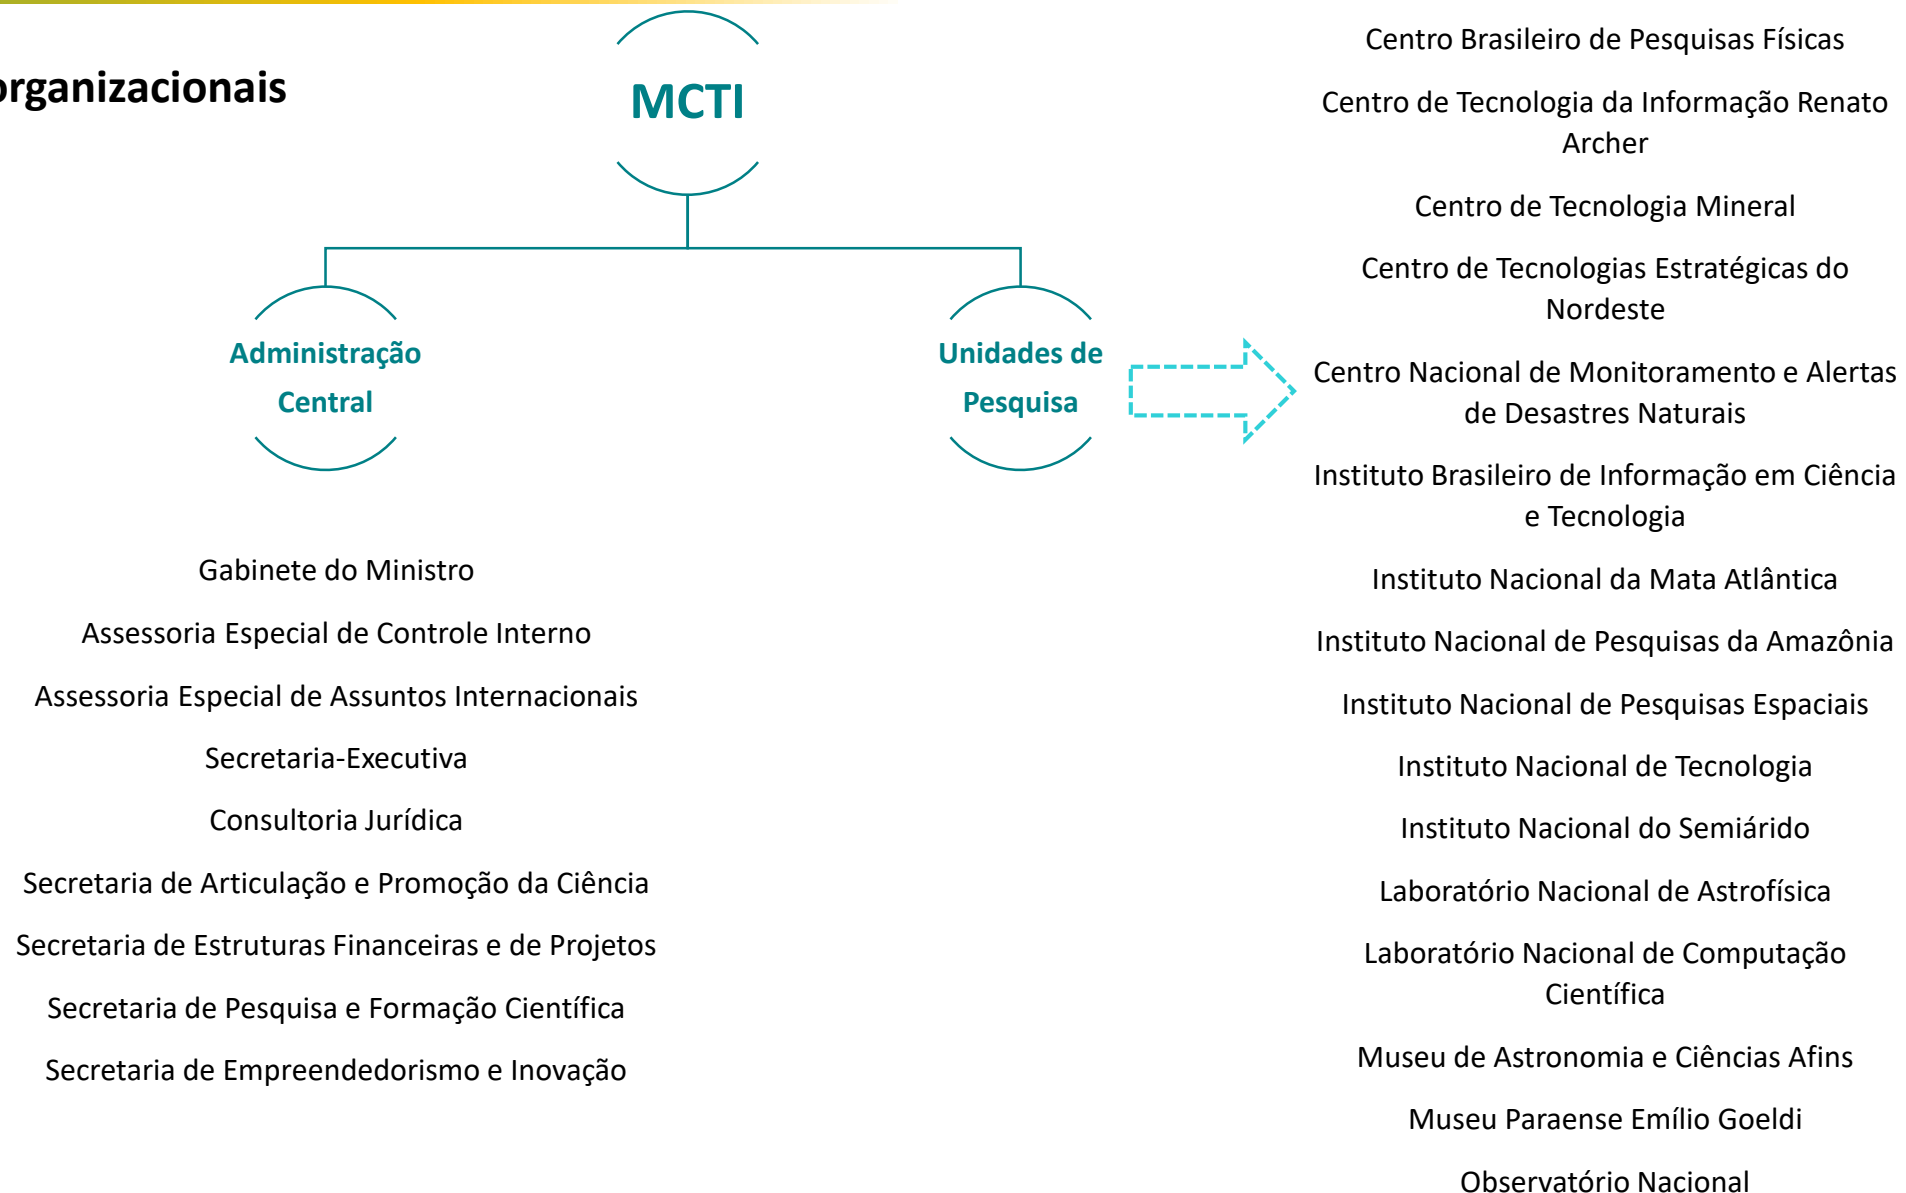 organizacionais
MCTI
Administração
Central
Unidades de
Pesquisa
Gabinete do Ministro
Assessoria Especial de Controle Interno
Assessoria Especial de Assuntos Internacionais
Secretaria-Executiva
Consultoria Jurídica
Secretaria de Articulação e Promoção da Ciência
Secretaria de Estruturas Financeiras e de Projetos
Secretaria de Pesquisa e Formação Científica
Secretaria de Empreendedorismo e Inovação
Centro Brasileiro de Pesquisas Físicas
Centro de Tecnologia da Informação Renato
Archer
Centro de Tecnologia Mineral
Centro de Tecnologias Estratégicas do
Nordeste
Centro Nacional de Monitoramento e Alertas
de Desastres Naturais
Instituto Brasileiro de Informação em Ciência
e Tecnologia
Instituto Nacional da Mata Atlântica
Instituto Nacional de Pesquisas da Amazônia
Instituto Nacional de Pesquisas Espaciais
Instituto Nacional de Tecnologia
Instituto Nacional do Semiárido
Laboratório Nacional de Astrofísica
Laboratório Nacional de Computação
Científica
Museu de Astronomia e Ciências Afins
Museu Paraense Emílio Goeldi
Observatório Nacional